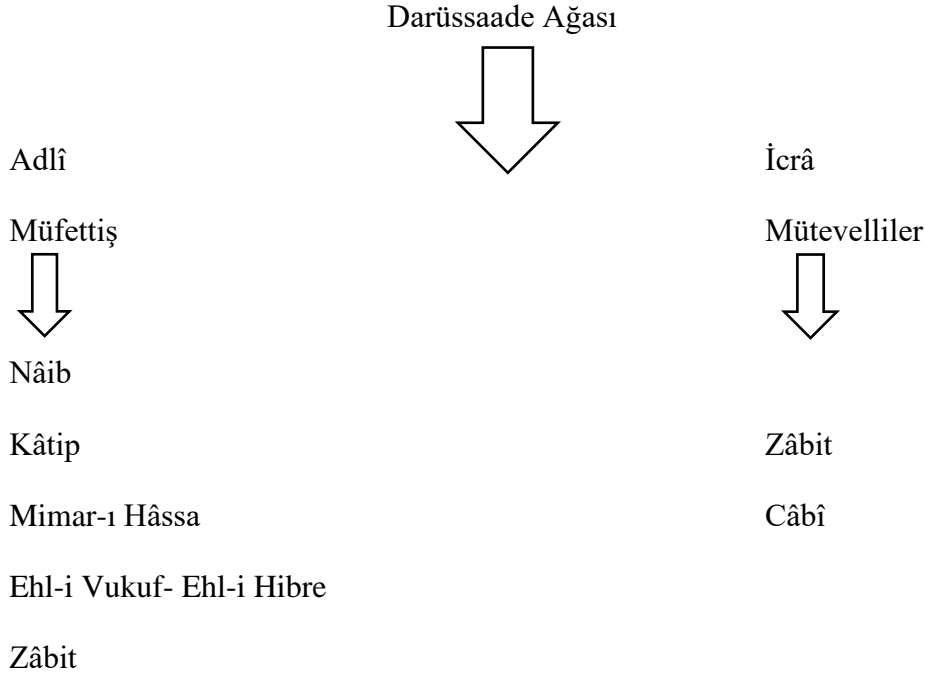 Darüssaade Ağası
Adlî İcrâ
Müfettiş Mütevelliler
Nâib
Kâtip Zâbit
Mimar-ı Hâssa Câbî
Ehl-i Vukuf- Ehl-i Hibre
Zâbit